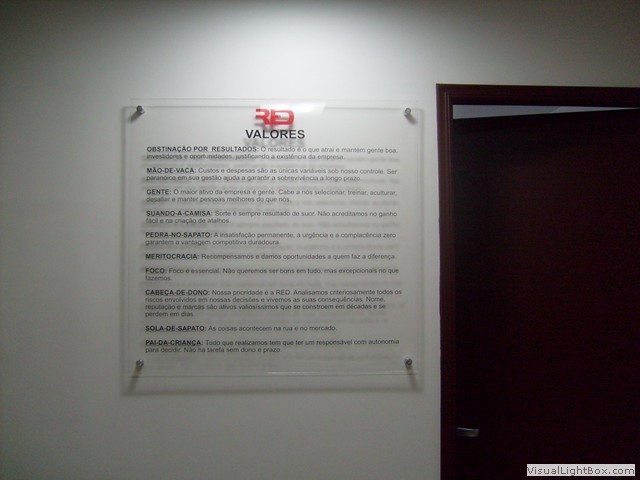 RED
VALORES
OBSTINAÇÃO POR RESULTADOS: O resultado é o que atrai e mantém gente boa,
investidores e oportunidades, justificando a existência da empresa.
MÃO-DE-VACA: Custos e despesas são as únicas variáveis sob nosso controle. Ser
paranóico em sua gestão ajuda a garantir a sobrevivência a longo prazo.
GENTE: O maior ativo da empresa é gente. Cabe a nós selecionar, treinar, aculturar,
desafiar e manter pessoas melhores do que nós.
SUANDO-A-CAMISA: Sorte é sempre resultado de suor. Não acreditamos no ganho
fácil e na criação de atalhos.
PEDRA-NO-SAPATO: A insatisfação permanente, a urgência e a complacência zero
garantem a vantagem competitiva duradoura.
MERITOCRACIA: Recompensamos e damos oportunidades a quem faz a diferença.
FOCO: Foco é essencial. Não queremos ser bons em tudo, mas excepcionais no que
fazemos.
CABEÇA-DE-DONO: Nossa prioridade é a RED. Analisamos criteriosamente todos os
riscos envolvidos em nossas decisões e vivemos as suas consequências. Nome,
reputação e marcas são ativos valiosíssimos que se constroem em décadas e se
perdem em dias.
SOLA-DE-SAPATO: As coisas acontecem na rua e no mercado.
PAI-DA-CRIANÇA: Tudo que realizamos tem que ter um responsável com autonomia
para decidir. Não há tarefa sem dono e prazo.
VisualLightBox.com